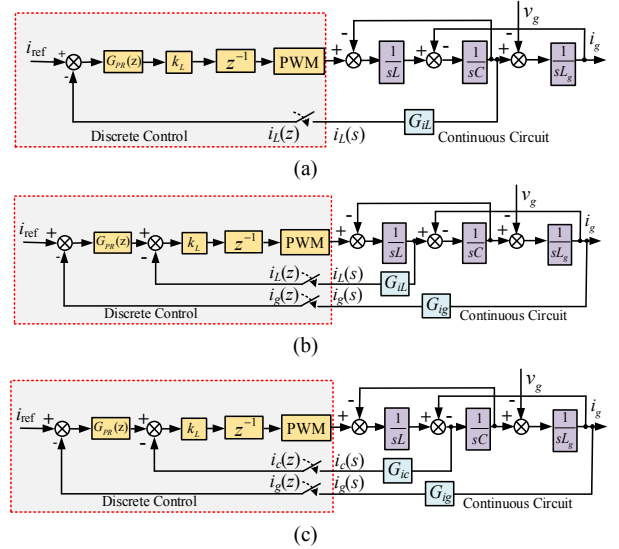 v_g
i_ref + - G_PR(z) k_L z^{-1} PWM + - 1/sL + - 1/sC + - 1/sL_g i_g
i_L(z) i_L(s) G_iL
Discrete Control Continuous Circuit
(a)
v_g
i_ref + - G_PR(z) + - k_L z^{-1} PWM + - 1/sL + - 1/sC + - 1/sL_g i_g
i_L(z) i_L(s) G_iL
i_g(z) i_g(s) G_ig
Discrete Control Continuous Circuit
(b)
v_g
i_ref + - G_PR(z) + - k_L z^{-1} PWM + - 1/sL + - 1/sC + - 1/sL_g i_g
i_c(z) i_c(s) G_ic
i_g(z) i_g(s) G_ig
Discrete Control Continuous Circuit
(c)